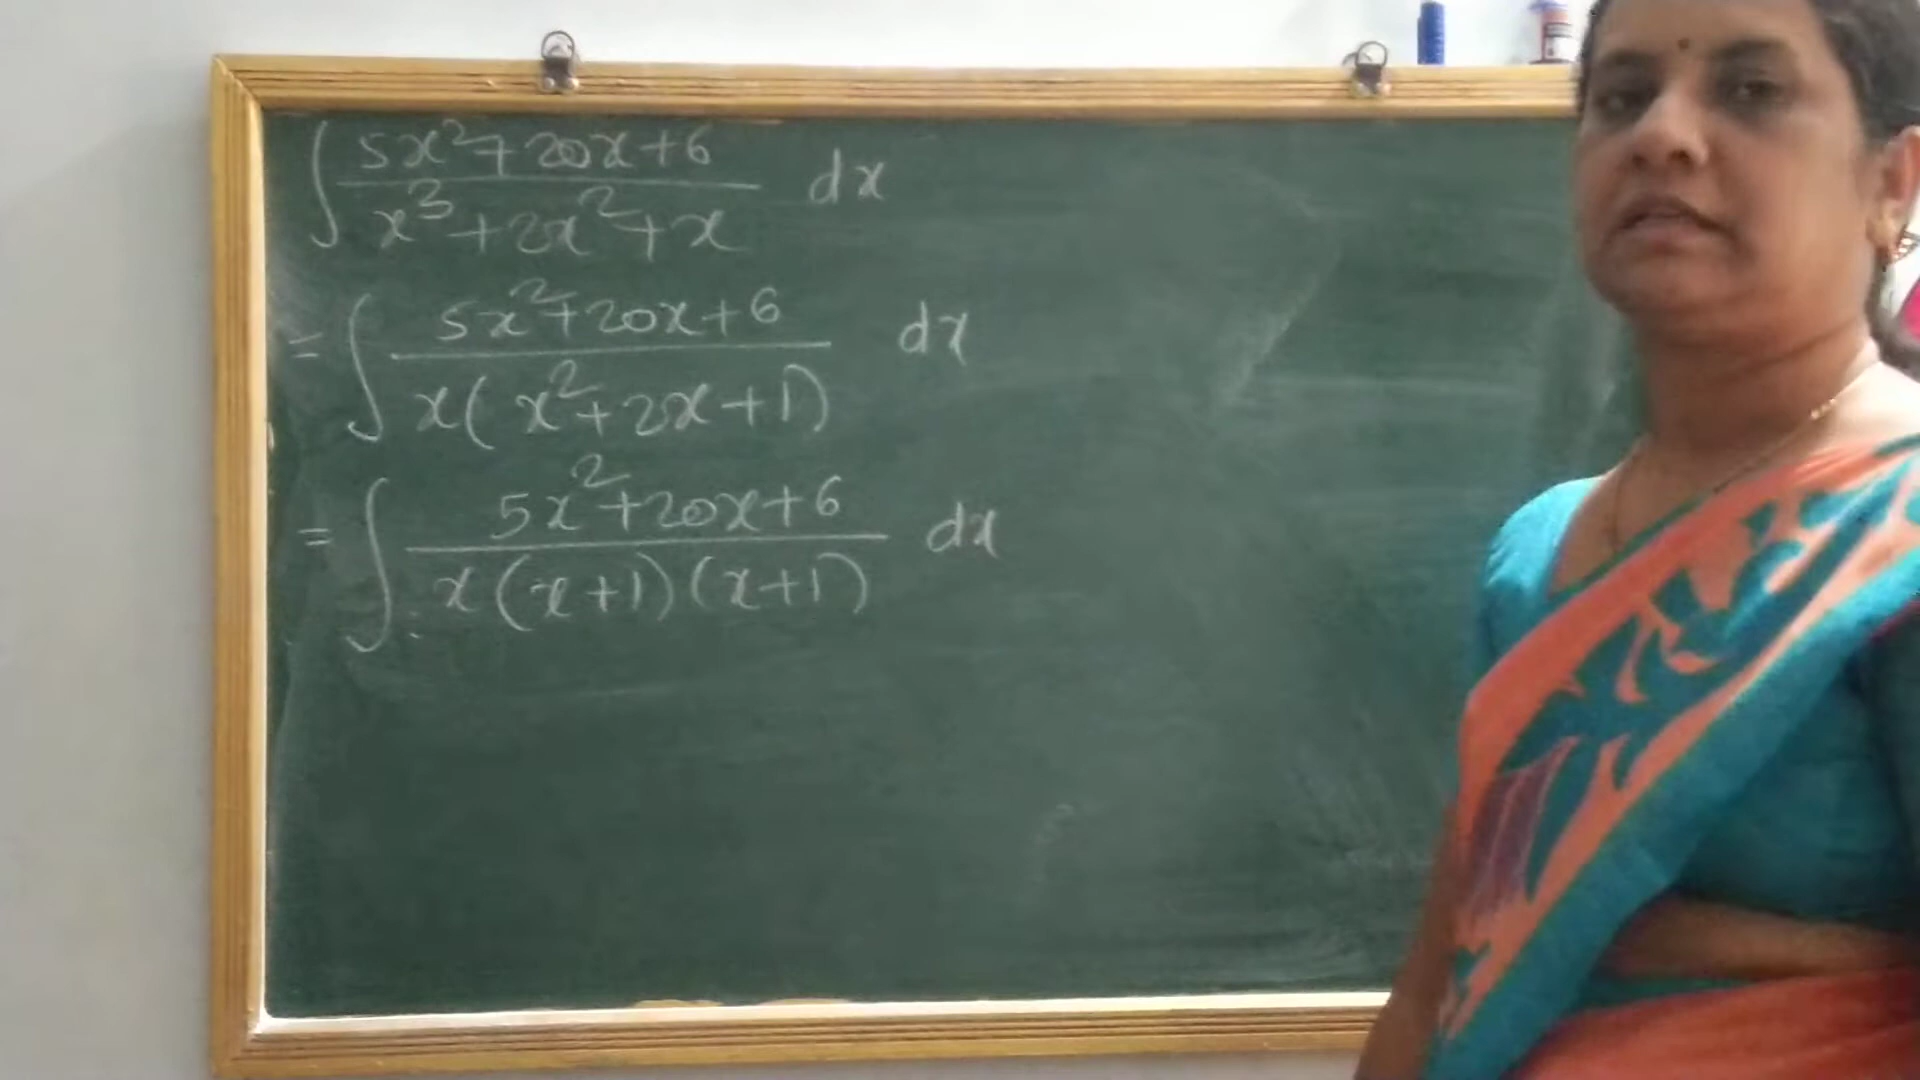 ∫ 5x²+20x+6 / x³+2x²+x dx
= ∫ 5x²+20x+6 / x(x²+2x+1) dx
= ∫ 5x²+20x+6 / x(x+1)(x+1) dx